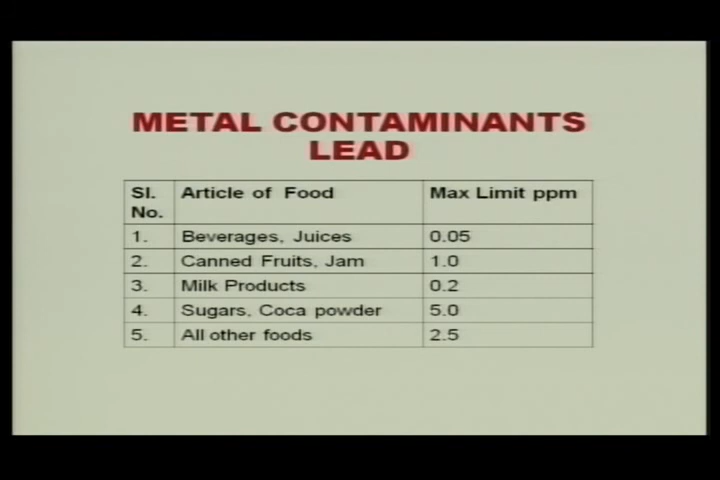 METAL CONTAMINANTS
LEAD
Sl. No. Article of Food Max Limit ppm
1. Beverages, Juices 0.05
2. Canned Fruits, Jam 1.0
3. Milk Products 0.2
4. Sugars, Coca powder 5.0
5. All other foods 2.5